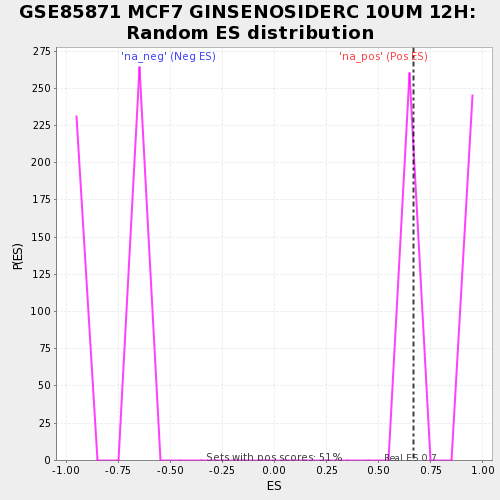 GSE85871 MCF7 GINSENOSIDERC 10UM 12H:
Random ES distribution
'na_neg' (Neg ES)
'na_pos' (Pos ES)
275
250
225
200
175
150
125
100
75
50
25
0
P(ES)
Sets with pos scores: 51%
Real ES 0.7
-1.00 -0.75 -0.50 -0.25 0.00 0.25 0.50 0.75 1.00
ES